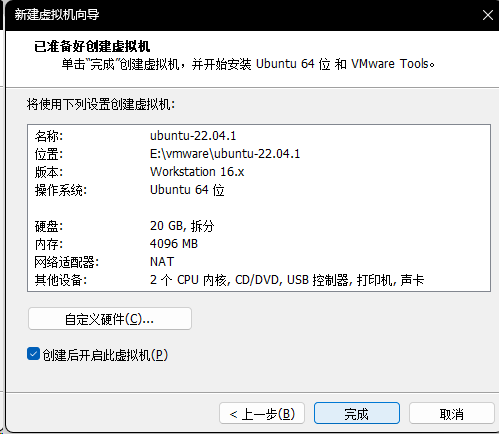 新建虚拟机向导
已准备好创建虚拟机
单击“完成”创建虚拟机，并开始安装 Ubuntu 64 位 和 VMware Tools。
将使用下列设置创建虚拟机:
名称: ubuntu-22.04.1
位置: E:\vmware\ubuntu-22.04.1
版本: Workstation 16.x
操作系统: Ubuntu 64 位
硬盘: 20 GB, 拆分
内存: 4096 MB
网络适配器: NAT
其他设备: 2 个 CPU 内核, CD/DVD, USB 控制器, 打印机, 声卡
自定义硬件(C)...
创建后开启此虚拟机(P)
< 上一步(B) 完成 取消